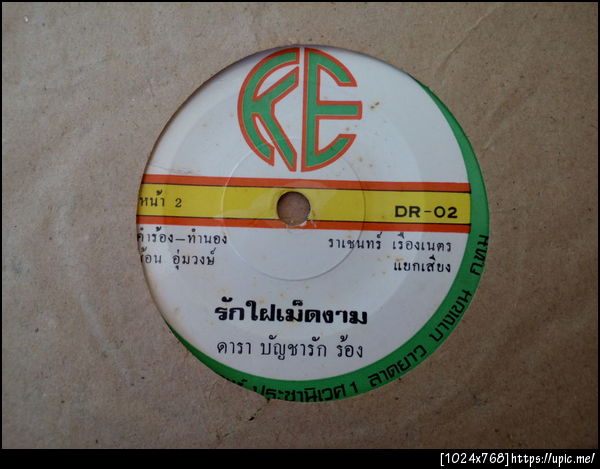 KE
หน้า 2
DR-02
คำร้อง-ทำนอง
ราเชนทร์ เรืองเนตร
อ้อน อุ่มวงษ์
แยกเสียง
รักใฝเม็ดงาม
ดารา บัญชารัก ร้อง
ประชานิเวศ 1 ลาดยาว บางเขน กทม
[1024x768]https://upic.me/